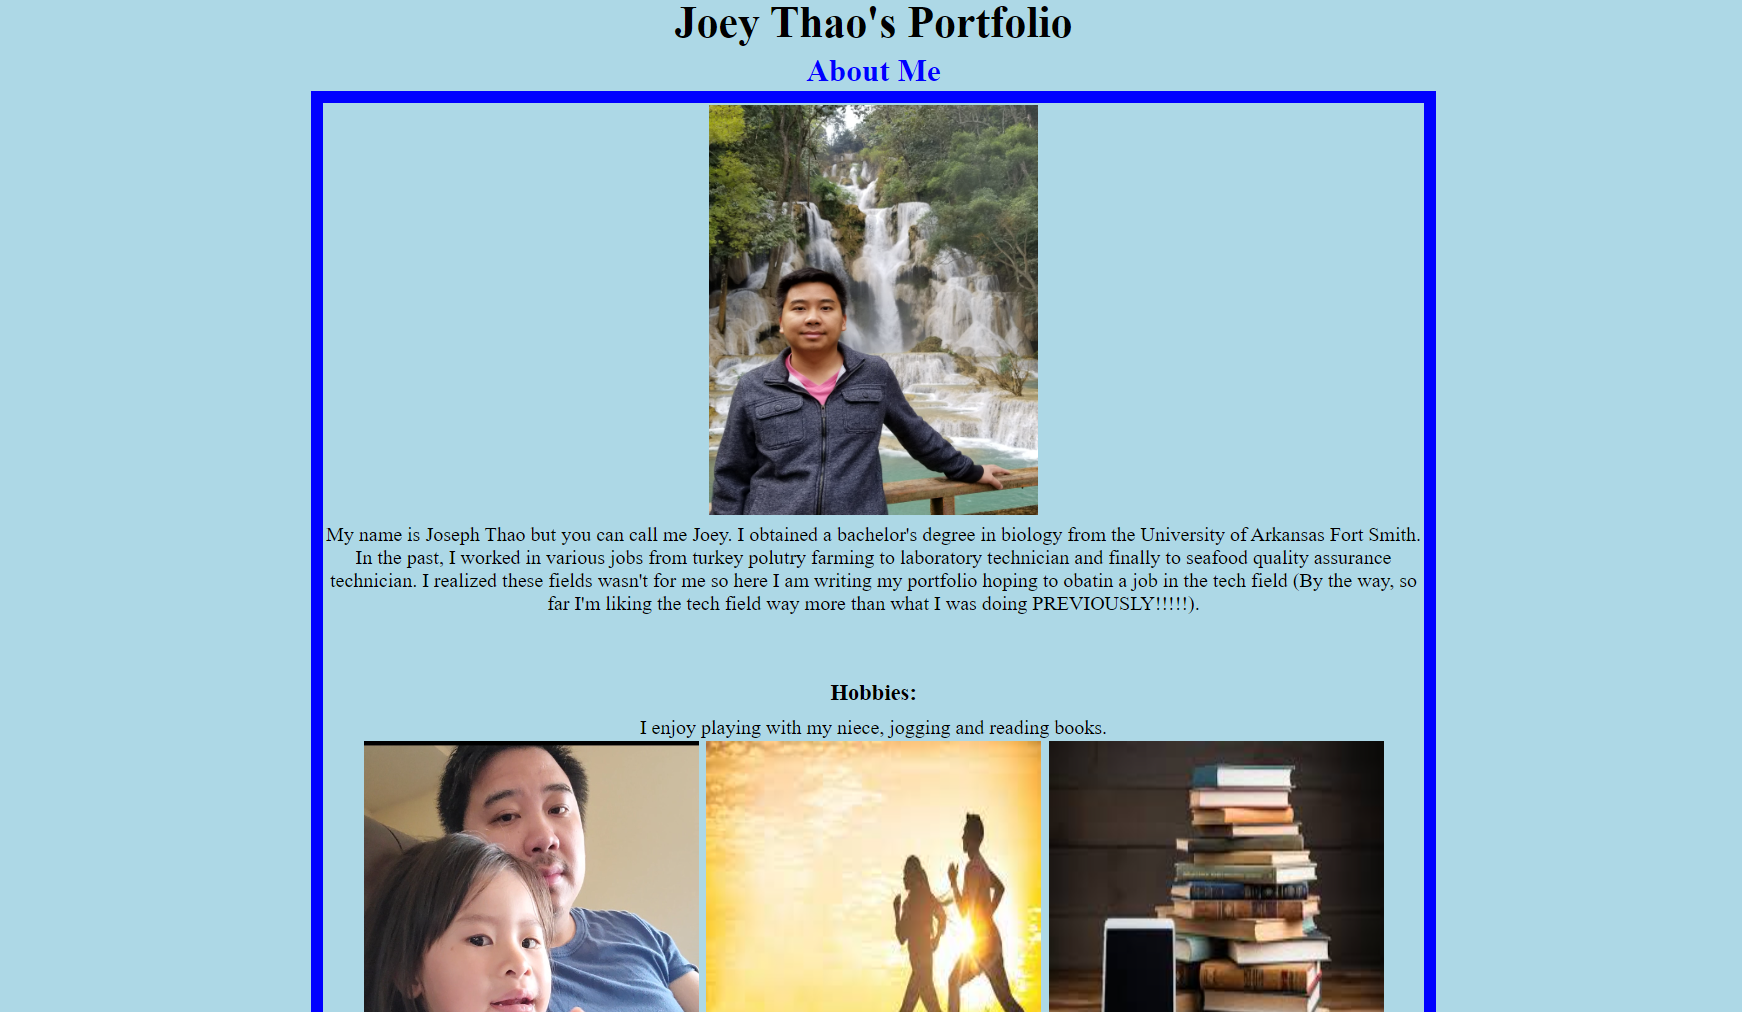 Joey Thao's Portfolio
About Me
My name is Joseph Thao but you can call me Joey. I obtained a bachelor's degree in biology from the University of Arkansas Fort Smith.
In the past, I worked in various jobs from turkey polutry farming to laboratory technician and finally to seafood quality assurance
technician. I realized these fields wasn't for me so here I am writing my portfolio hoping to obatin a job in the tech field (By the way, so
far I'm liking the tech field way more than what I was doing PREVIOUSLY!!!!!).
Hobbies:
I enjoy playing with my niece, jogging and reading books.